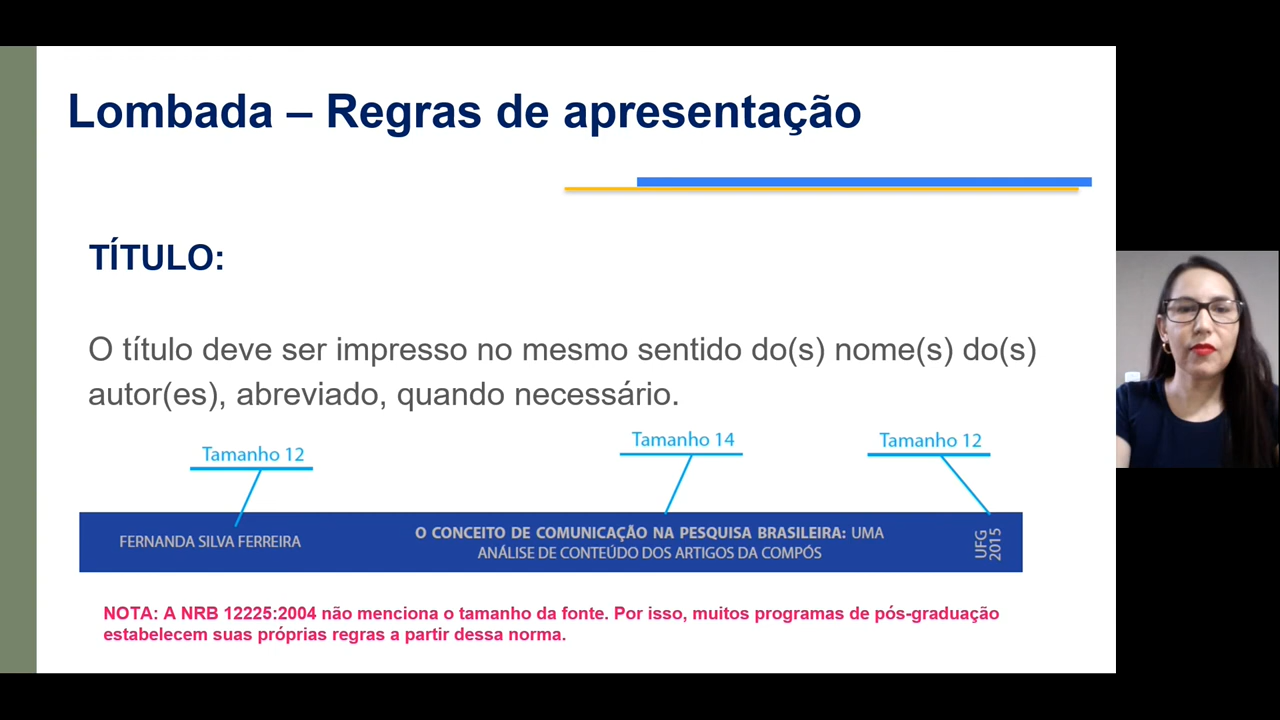 Lombada – Regras de apresentação
TÍTULO:
O título deve ser impresso no mesmo sentido do(s) nome(s) do(s)
autor(es), abreviado, quando necessário.
Tamanho 12
Tamanho 14
Tamanho 12
FERNANDA SILVA FERREIRA
O CONCEITO DE COMUNICAÇÃO NA PESQUISA BRASILEIRA: UMA
ANÁLISE DE CONTEÚDO DOS ARTIGOS DA COMPÓS
UFG
2015
NOTA: A NRB 12225:2004 não menciona o tamanho da fonte. Por isso, muitos programas de pós-graduação
estabelecem suas próprias regras a partir dessa norma.